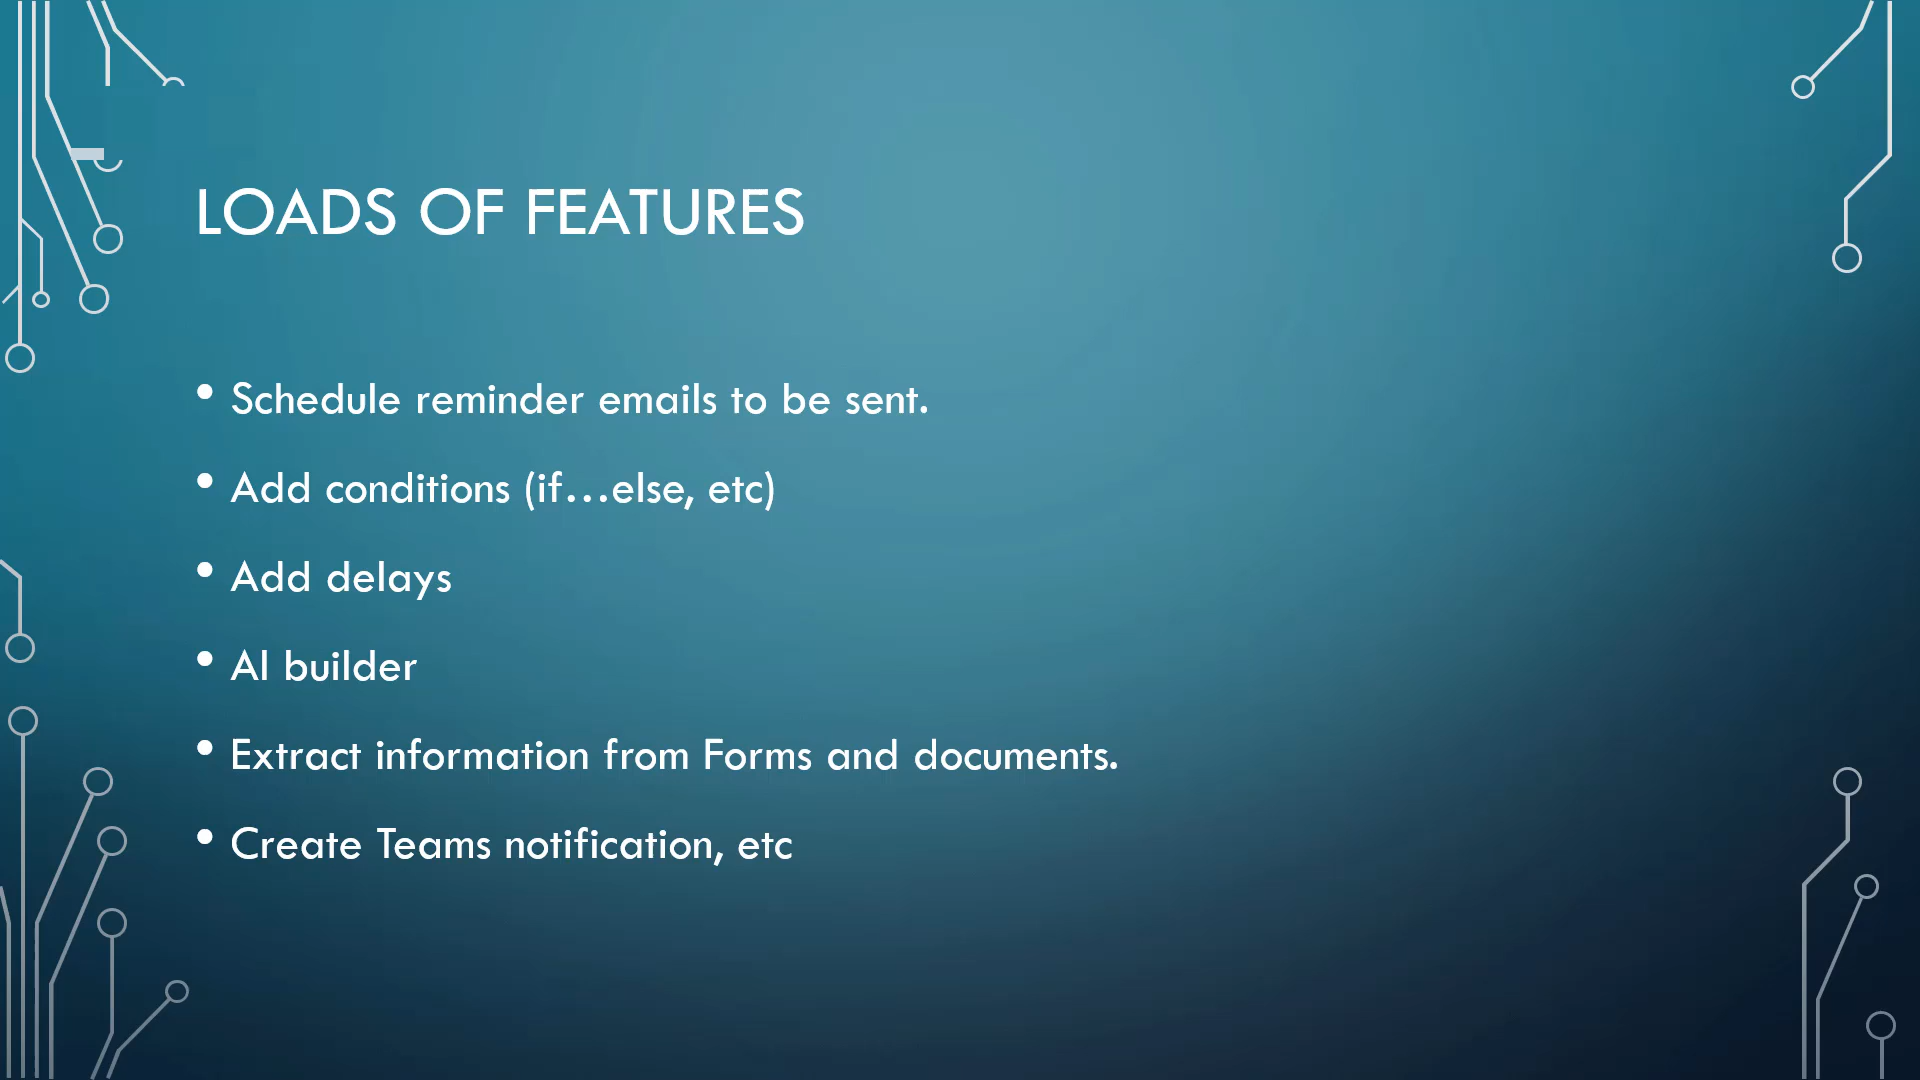 LOADS OF FEATURES
• Schedule reminder emails to be sent.
• Add conditions (if...else, etc)
• Add delays
• AI builder
• Extract information from Forms and documents.
• Create Teams notification, etc